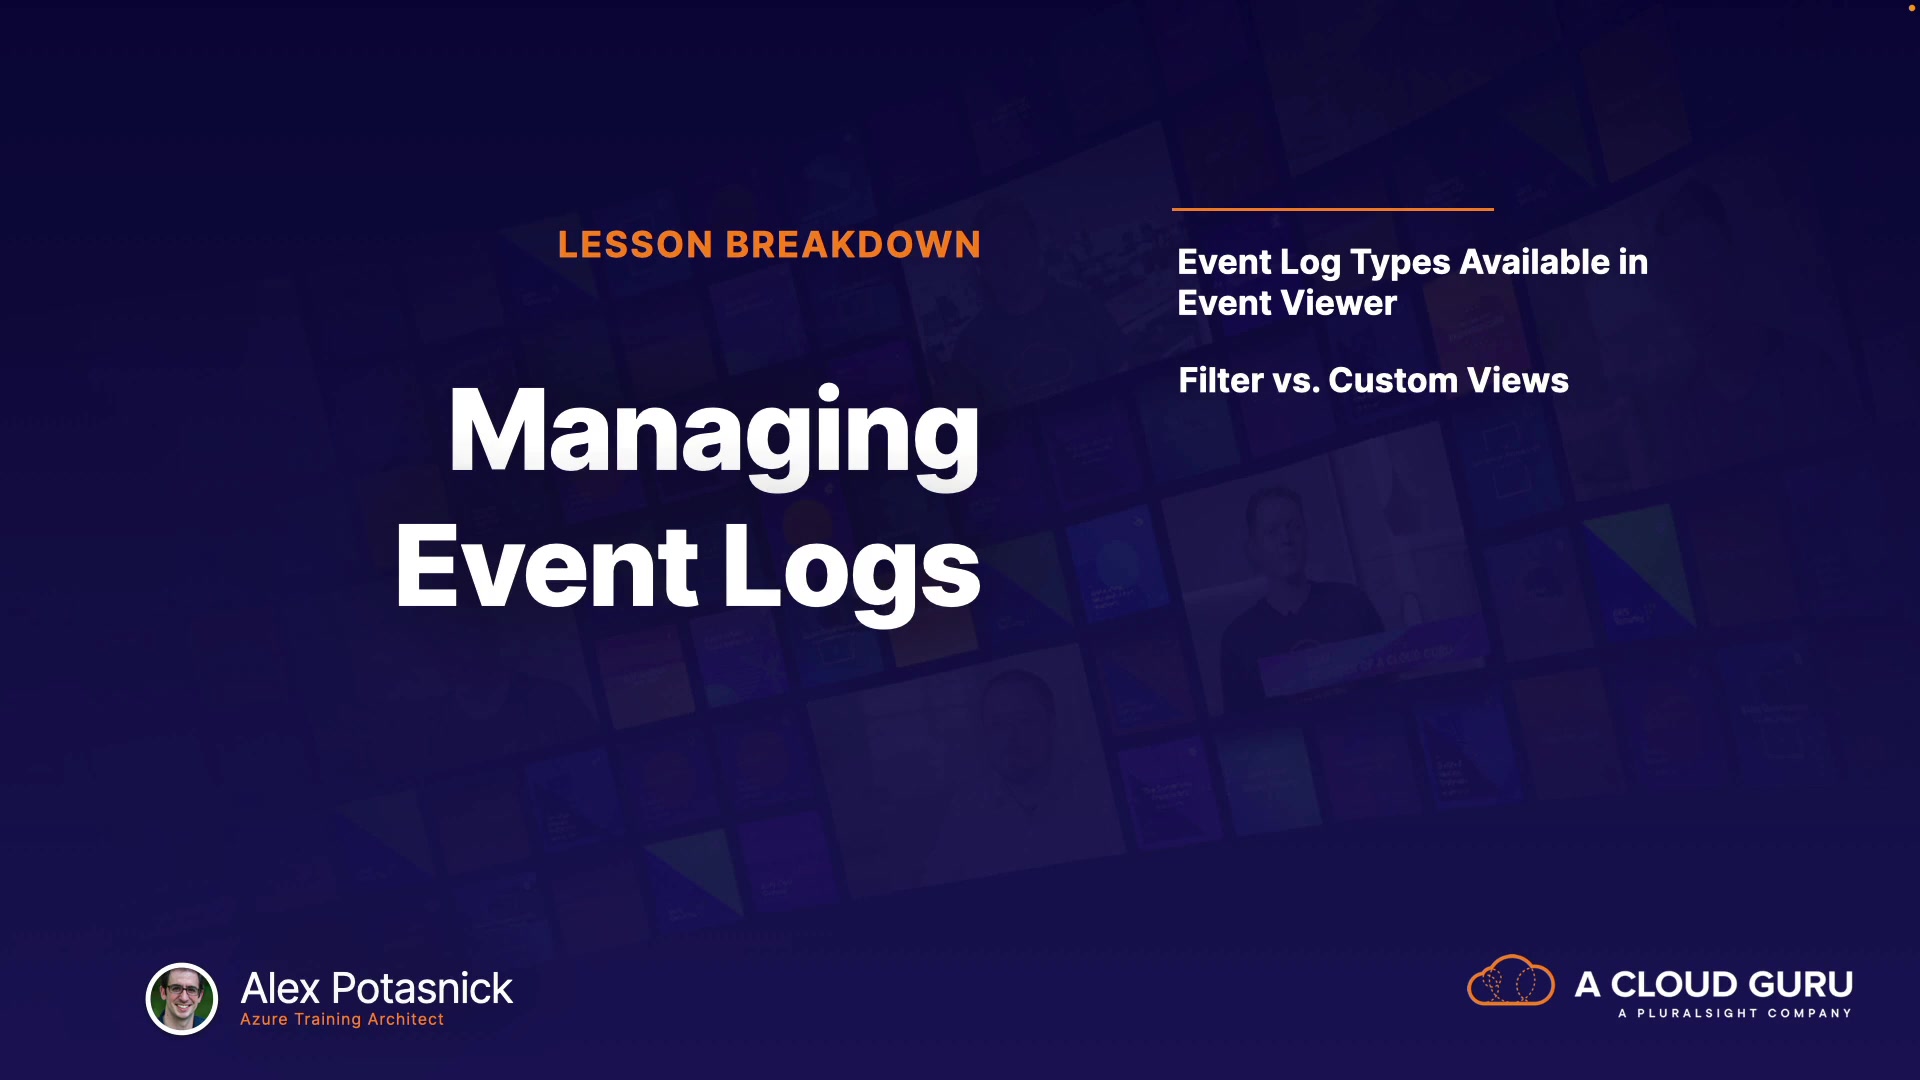 LESSON BREAKDOWN
Managing
Event Logs
Event Log Types Available in
Event Viewer
Filter vs. Custom Views
Alex Potasnick
Azure Training Architect
A CLOUD GURU
A PLURALSIGHT COMPANY